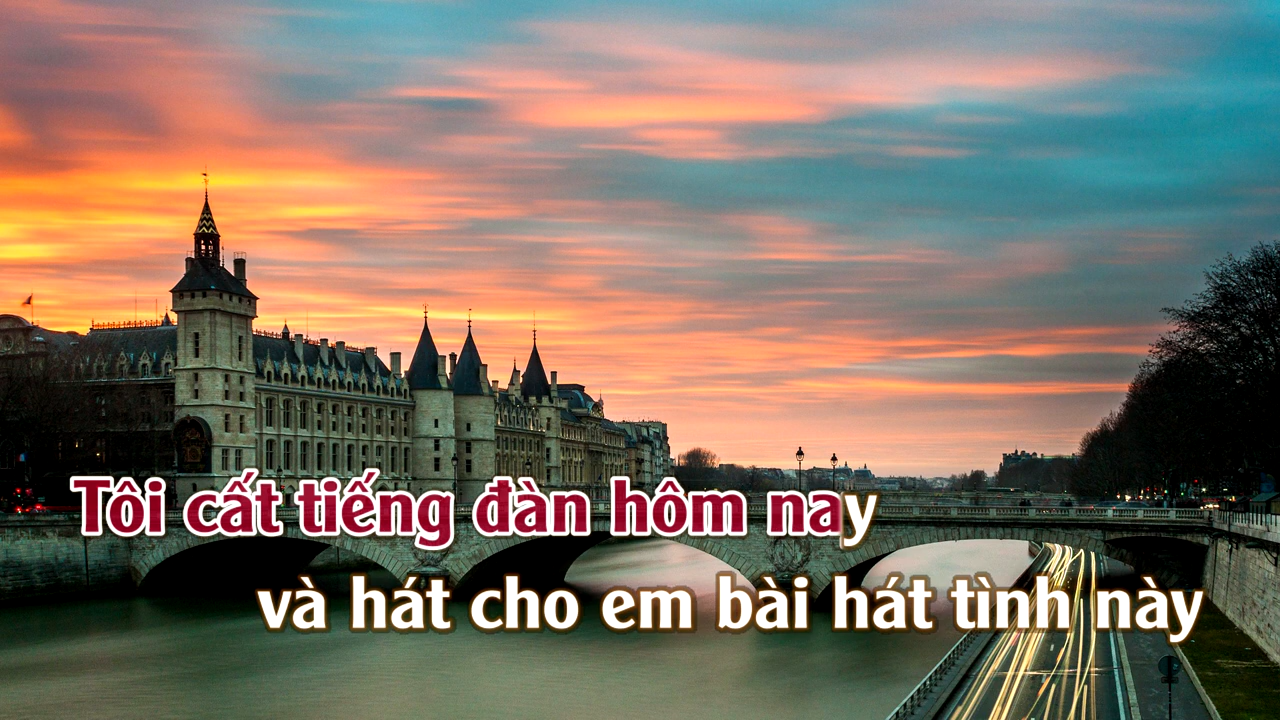 Tôi cất tiếng đàn hôm nay
và hát cho em bài hát tình này